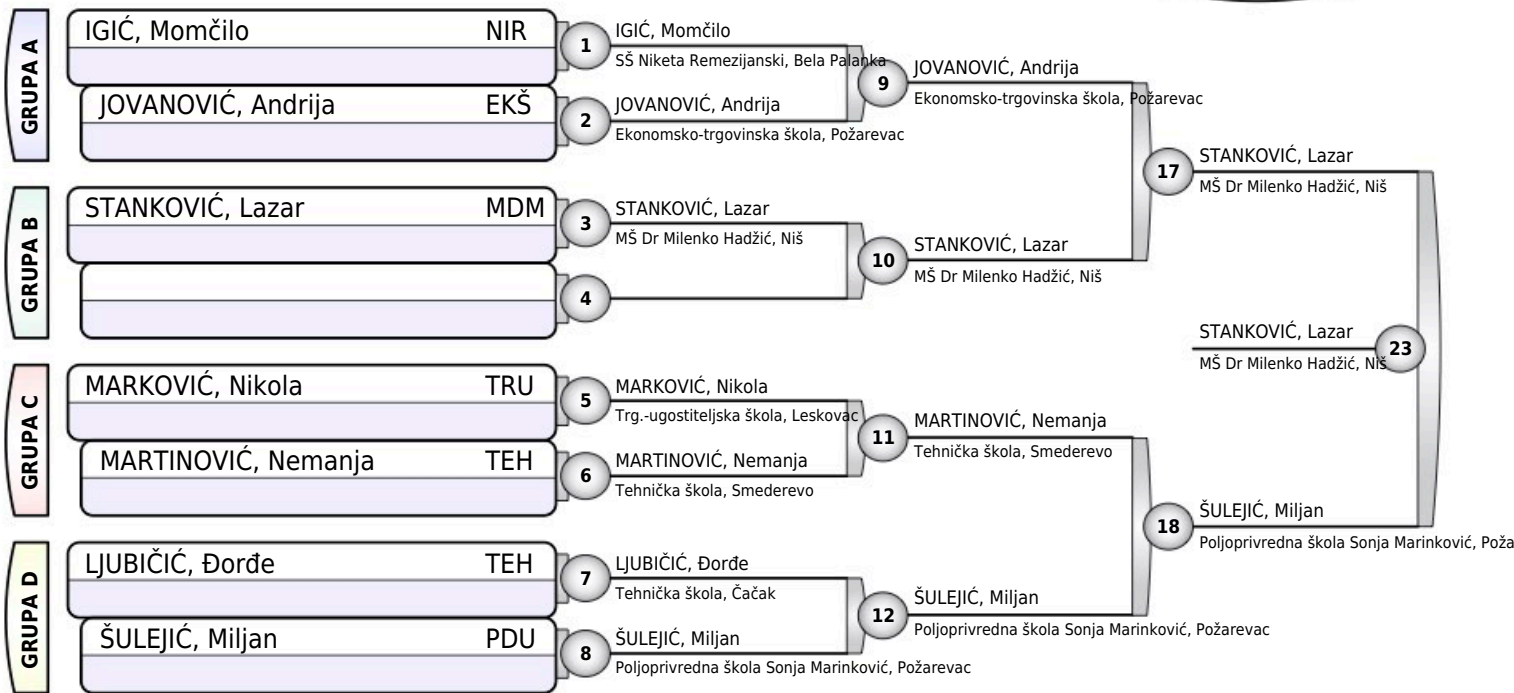 GRUPA A
IGIĆ, Momčilo NIR
JOVANOVIĆ, Andrija EKŠ
GRUPA B
STANKOVIĆ, Lazar MDM
GRUPA C
MARKOVIĆ, Nikola TRU
MARTINOVIĆ, Nemanja TEH
GRUPA D
LJUBIČIĆ, Đorđe TEH
ŠULEJIĆ, Miljan PDU
1
IGIĆ, Momčilo
SŠ Niketa Remezijanski, Bela Palanka
2
JOVANOVIĆ, Andrija
Ekonomsko-trgovinska škola, Požarevac
3
STANKOVIĆ, Lazar
MŠ Dr Milenko Hadžić, Niš
4
5
MARKOVIĆ, Nikola
Trg.-ugostiteljska škola, Leskovac
6
MARTINOVIĆ, Nemanja
Tehnička škola, Smederevo
7
LJUBIČIĆ, Đorđe
Tehnička škola, Čačak
8
ŠULEJIĆ, Miljan
Poljoprivredna škola Sonja Marinković, Požarevac
9
JOVANOVIĆ, Andrija
Ekonomsko-trgovinska škola, Požarevac
10
STANKOVIĆ, Lazar
MŠ Dr Milenko Hadžić, Niš
11
MARTINOVIĆ, Nemanja
Tehnička škola, Smederevo
12
ŠULEJIĆ, Miljan
Poljoprivredna škola Sonja Marinković, Požarevac
17
STANKOVIĆ, Lazar
MŠ Dr Milenko Hadžić, Niš
18
ŠULEJIĆ, Miljan
Poljoprivredna škola Sonja Marinković, Poža
STANKOVIĆ, Lazar
MŠ Dr Milenko Hadžić, Niš
23